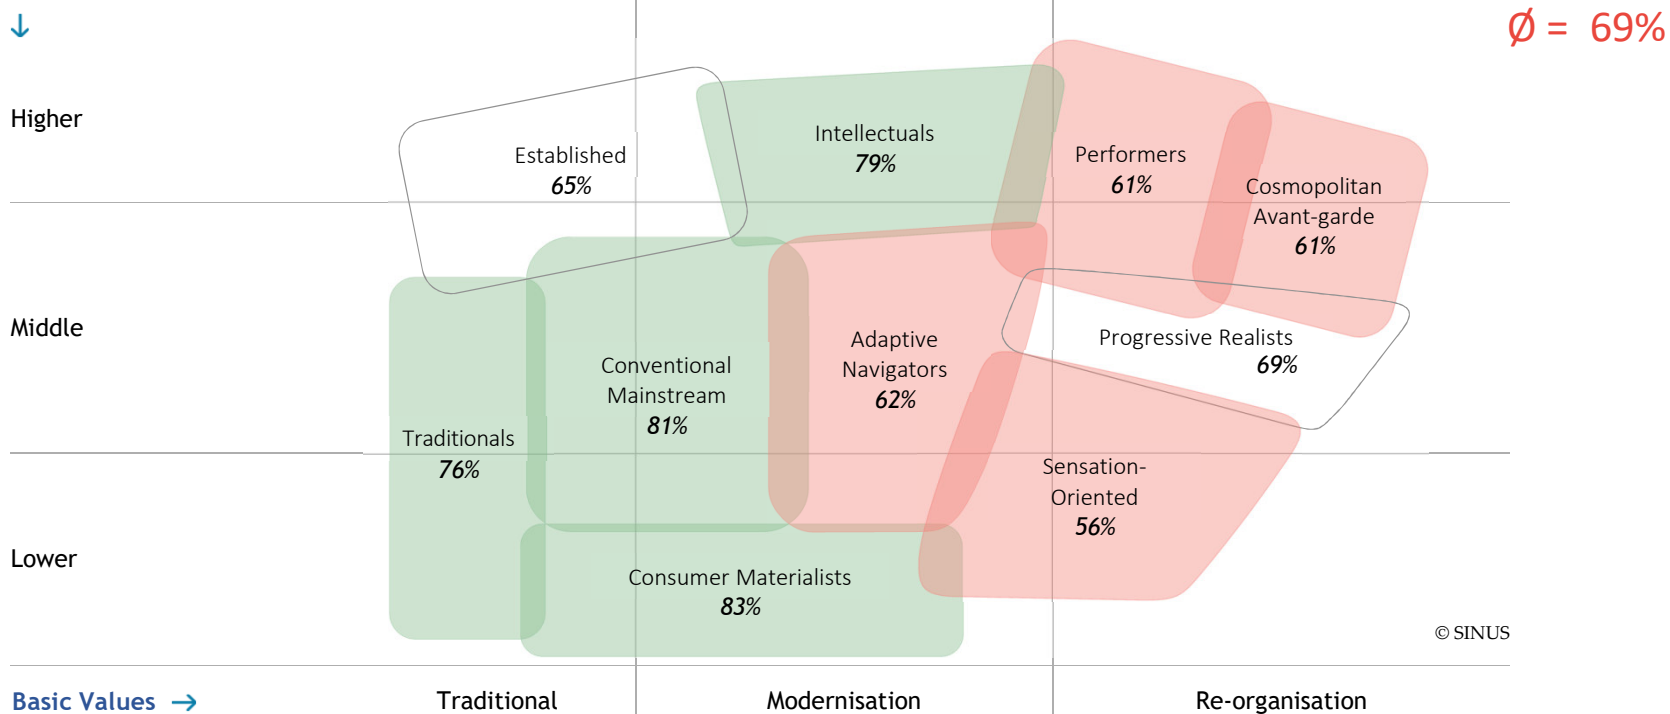 ↓
Ø = 69%
Higher
Established
65%
Intellectuals
79%
Performers
61%
Cosmopolitan
Avant-garde
61%
Middle
Conventional
Mainstream
81%
Adaptive
Navigators
62%
Progressive Realists
69%
Traditionals
76%
Sensation-
Oriented
56%
Lower
Consumer Materialists
83%
© SINUS
Basic Values →
Traditional
Modernisation
Re-organisation